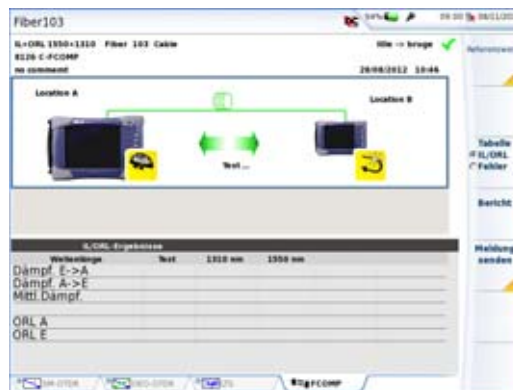 Fiber103
IL+ORL 1550+1310 Fiber 103 Cable
8126 C-FCOMP
no comment
Ille -> bruge
28/08/2012 10:46
Location A
Location B
Test...
IL/ORL-Ergebnisse
Wellenlänge Test 1310 nm 1550 nm
Dämpf. E->A
Dämpf. A->E
Mittl.Dämpf.
ORL A
ORL E
Tabelle
IL/ORL
Fehler
Bericht
Meldung
senden
FCOMP